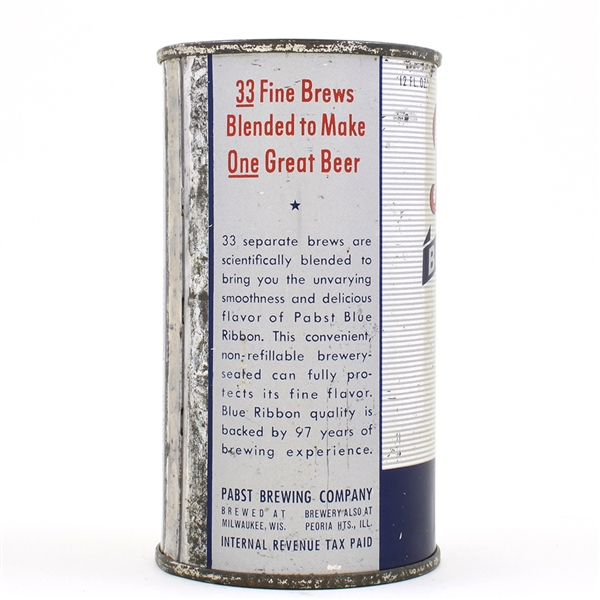 33 Fine Brews
Blended to Make
One Great Beer
33 separate brews are
scientifically blended to
bring you the unvarying
smoothness and delicious
flavor of Pabst Blue
Ribbon. This convenient,
non-refillable brewery-
sealed can fully pro-
tects its fine flavor.
Blue Ribbon quality is
backed by 97 years of
brewing experience.
PABST BREWING COMPANY
BREWED AT
MILWAUKEE, WIS.
BREWERY ALSO AT
PEORIA HTS., ILL.
INTERNAL REVENUE TAX PAID
12 FL. OZ